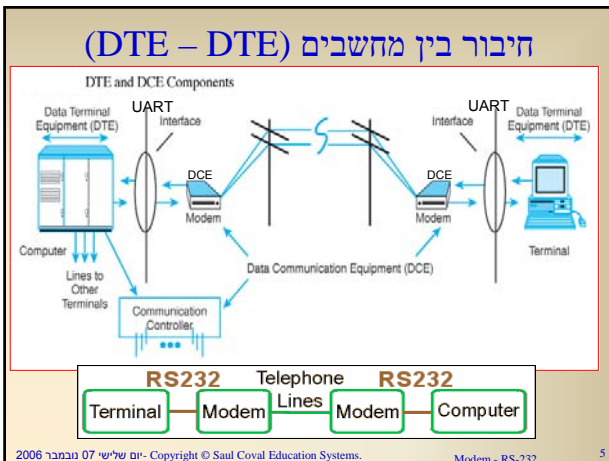 חיבור בין מחשבים (DTE – DTE)
DTE and DCE Components
Data Terminal
Equipment (DTE)
UART
Interface
UART
Interface
Data Terminal
Equipment (DTE)
DCE
Modem
DCE
Modem
Computer
Terminal
Lines to
Other
Terminals
Data Communication Equipment (DCE)
Communication
Controller
RS232 Telephone RS232
Lines
Terminal Modem Modem Computer
יום שלישי 07 נובמבר 2006 -Copyright © Saul Coval Education Systems. Modem - RS-232 5